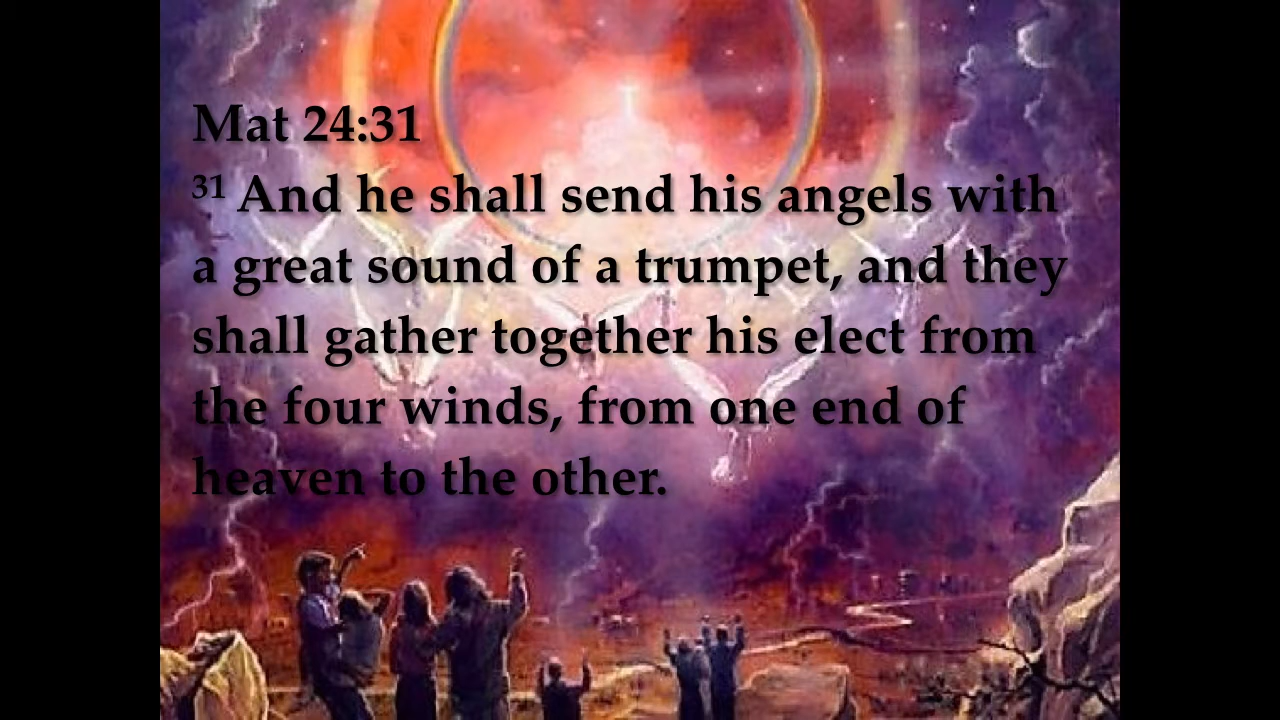 Mat 24:31
31 And he shall send his angels with
a great sound of a trumpet, and they
shall gather together his elect from
the four winds, from one end of
heaven to the other.